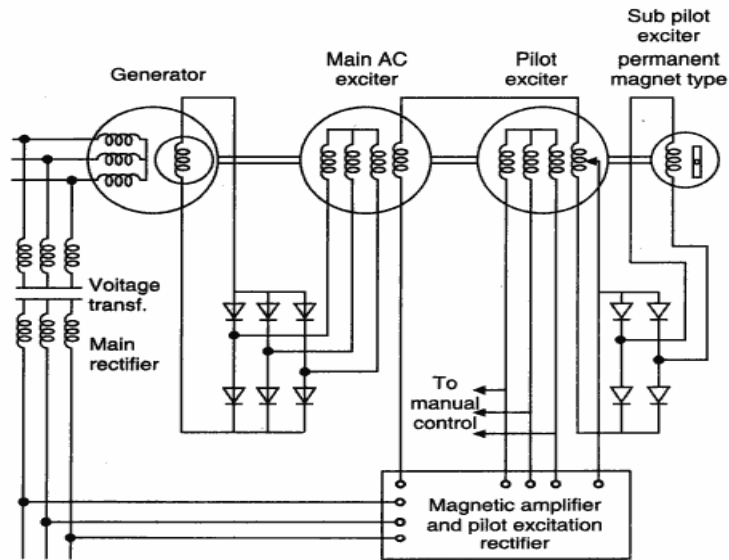 Sub pilot
exciter
permanent
magnet type
Main AC
exciter
Pilot
exciter
Generator
Voltage
transf.
Main
rectifier
To
manual
control
Magnetic amplifier
and pilot excitation
rectifier